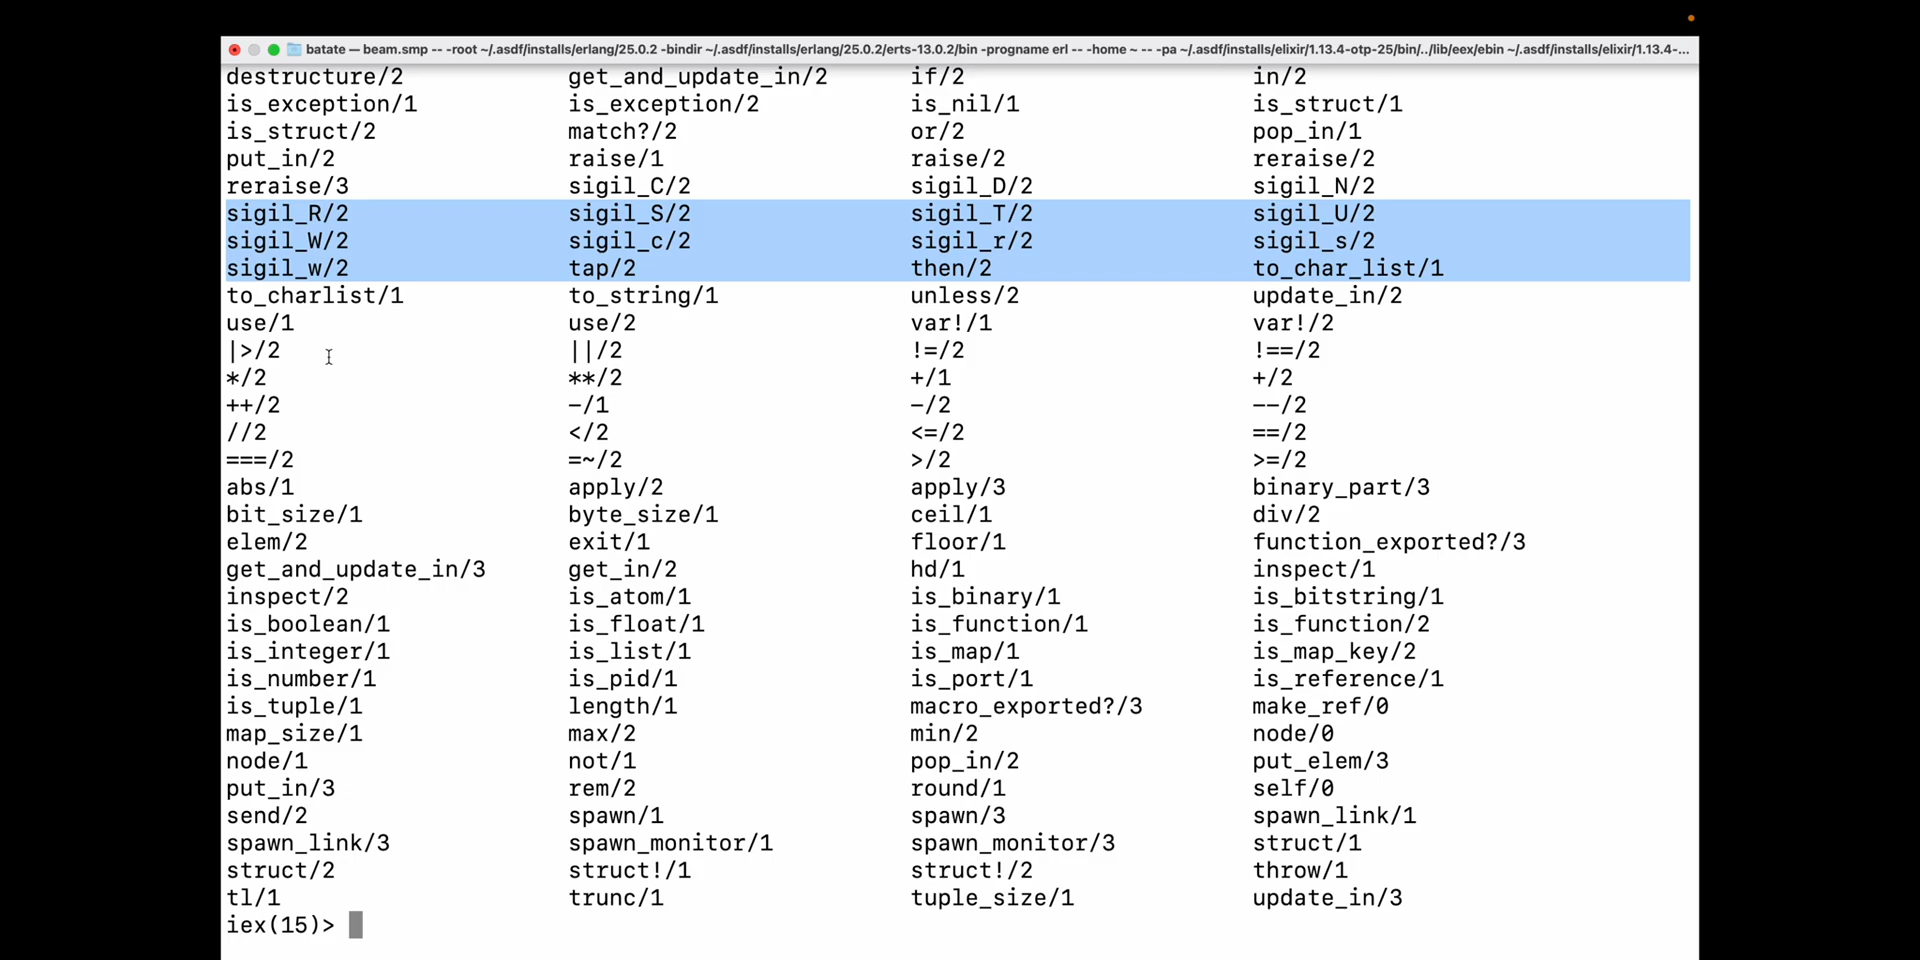 batate — beam.smp -- -root ~/.asdf/installs/erlang/25.0.2 -bindir ~/.asdf/installs/erlang/25.0.2/erts-13.0.2/bin -progname erl -- -home ~ -- -pa ~/.asdf/installs/elixir/1.13.4-otp-25/bin/../lib/eex/ebin ~/.asdf/installs/elixir/1.13.4-...
destructure/2 get_and_update_in/2 if/2 in/2
is_exception/1 is_exception/2 is_nil/1 is_struct/1
is_struct/2 match?/2 or/2 pop_in/1
put_in/2 raise/1 raise/2 reraise/2
reraise/3 sigil_C/2 sigil_D/2 sigil_N/2
sigil_R/2 sigil_S/2 sigil_T/2 sigil_U/2
sigil_W/2 sigil_c/2 sigil_r/2 sigil_s/2
sigil_w/2 tap/2 then/2 to_char_list/1
to_charlist/1 to_string/1 unless/2 update_in/2
use/1 use/2 var!/1 var!/2
|>/2 ||/2 !=/2 !==/2
*/2 **/2 +/1 +/2
++/2 -/1 -/2 --/2
//2 </2 <=/2 ==/2
===/2 =~/2 >/2 >=/2
abs/1 apply/2 apply/3 binary_part/3
bit_size/1 byte_size/1 ceil/1 div/2
elem/2 exit/1 floor/1 function_exported?/3
get_and_update_in/3 get_in/2 hd/1 inspect/1
inspect/2 is_atom/1 is_binary/1 is_bitstring/1
is_boolean/1 is_float/1 is_function/1 is_function/2
is_integer/1 is_list/1 is_map/1 is_map_key/2
is_number/1 is_pid/1 is_port/1 is_reference/1
is_tuple/1 length/1 macro_exported?/3 make_ref/0
map_size/1 max/2 min/2 node/0
node/1 not/1 pop_in/2 put_elem/3
put_in/3 rem/2 round/1 self/0
send/2 spawn/1 spawn/3 spawn_link/1
spawn_link/3 spawn_monitor/1 spawn_monitor/3 struct/1
struct/2 struct!/1 struct!/2 throw/1
tl/1 trunc/1 tuple_size/1 update_in/3
iex(15)>